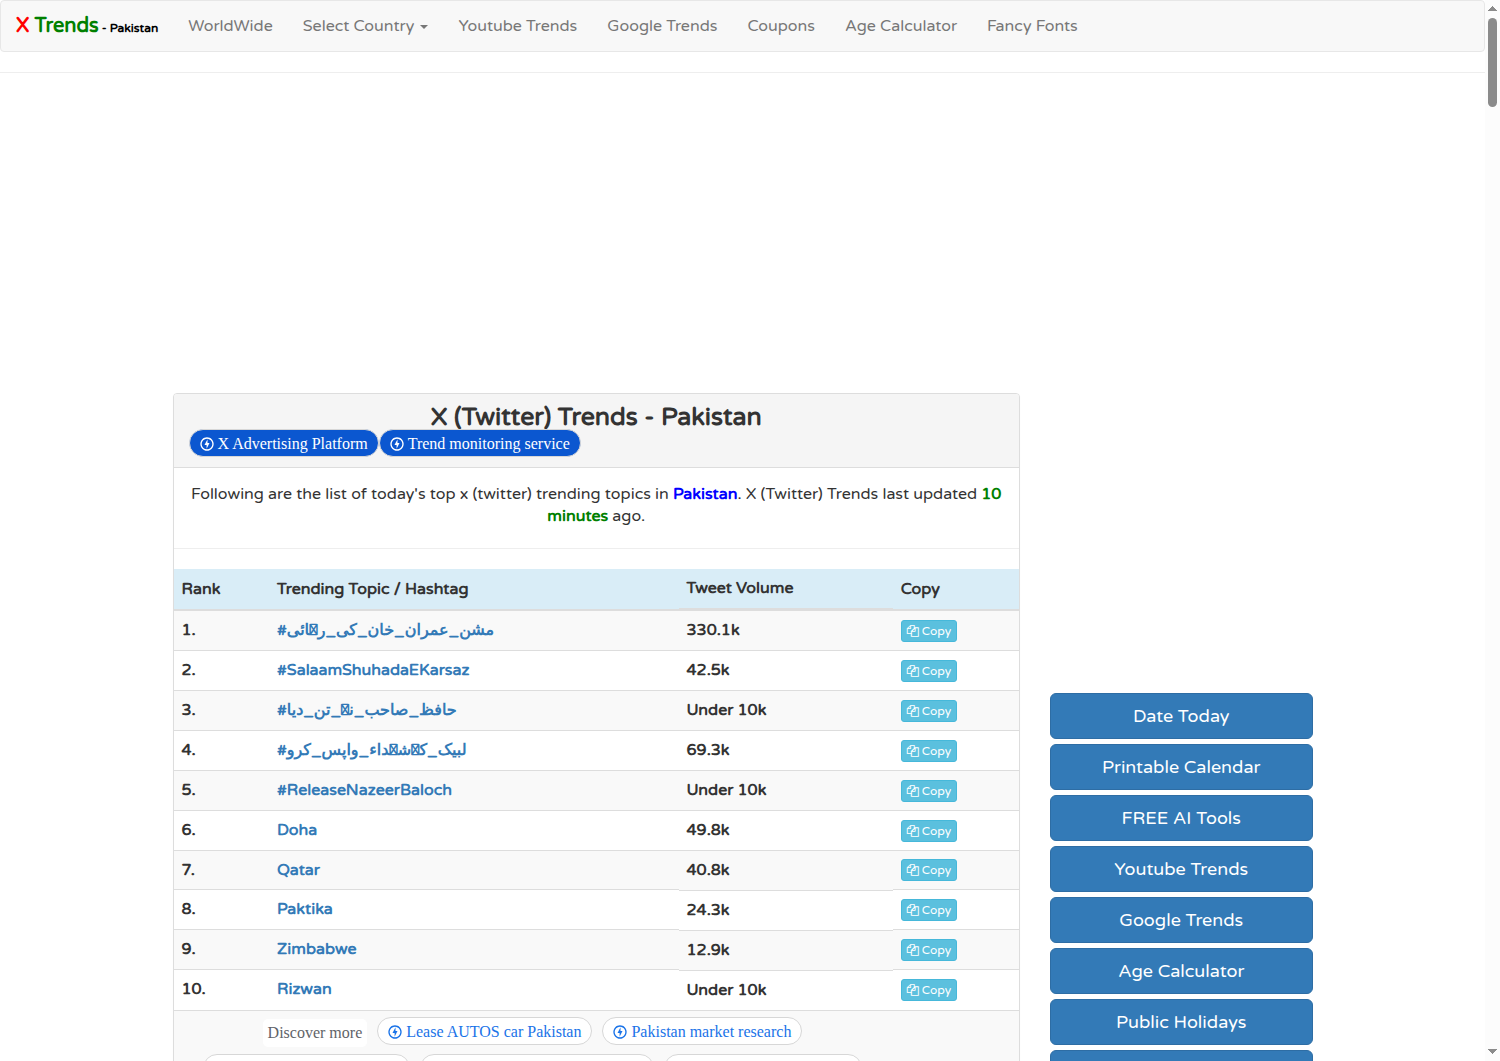 X Trends - Pakistan
WorldWide
Select Country
Youtube Trends
Google Trends
Coupons
Age Calculator
Fancy Fonts
X (Twitter) Trends - Pakistan
X Advertising Platform
Trend monitoring service
Following are the list of today's top x (twitter) trending topics in Pakistan. X (Twitter) Trends last updated 10
minutes ago.
Rank Trending Topic / Hashtag Tweet Volume Copy
1. #مشن_عمران_خان_کی_ر▯ائی 330.1k Copy
2. #SalaamShuhadaEKarsaz 42.5k Copy
3. #حافظ_صاحب_ن▯_تن_دیا Under 10k Copy
4. #لبیک_ک▯ش▯داء_واپس_کرو 69.3k Copy
5. #ReleaseNazeerBaloch Under 10k Copy
6. Doha 49.8k Copy
7. Qatar 40.8k Copy
8. Paktika 24.3k Copy
9. Zimbabwe 12.9k Copy
10. Rizwan Under 10k Copy
Discover more
Lease AUTOS car Pakistan
Pakistan market research
Date Today
Printable Calendar
FREE AI Tools
Youtube Trends
Google Trends
Age Calculator
Public Holidays